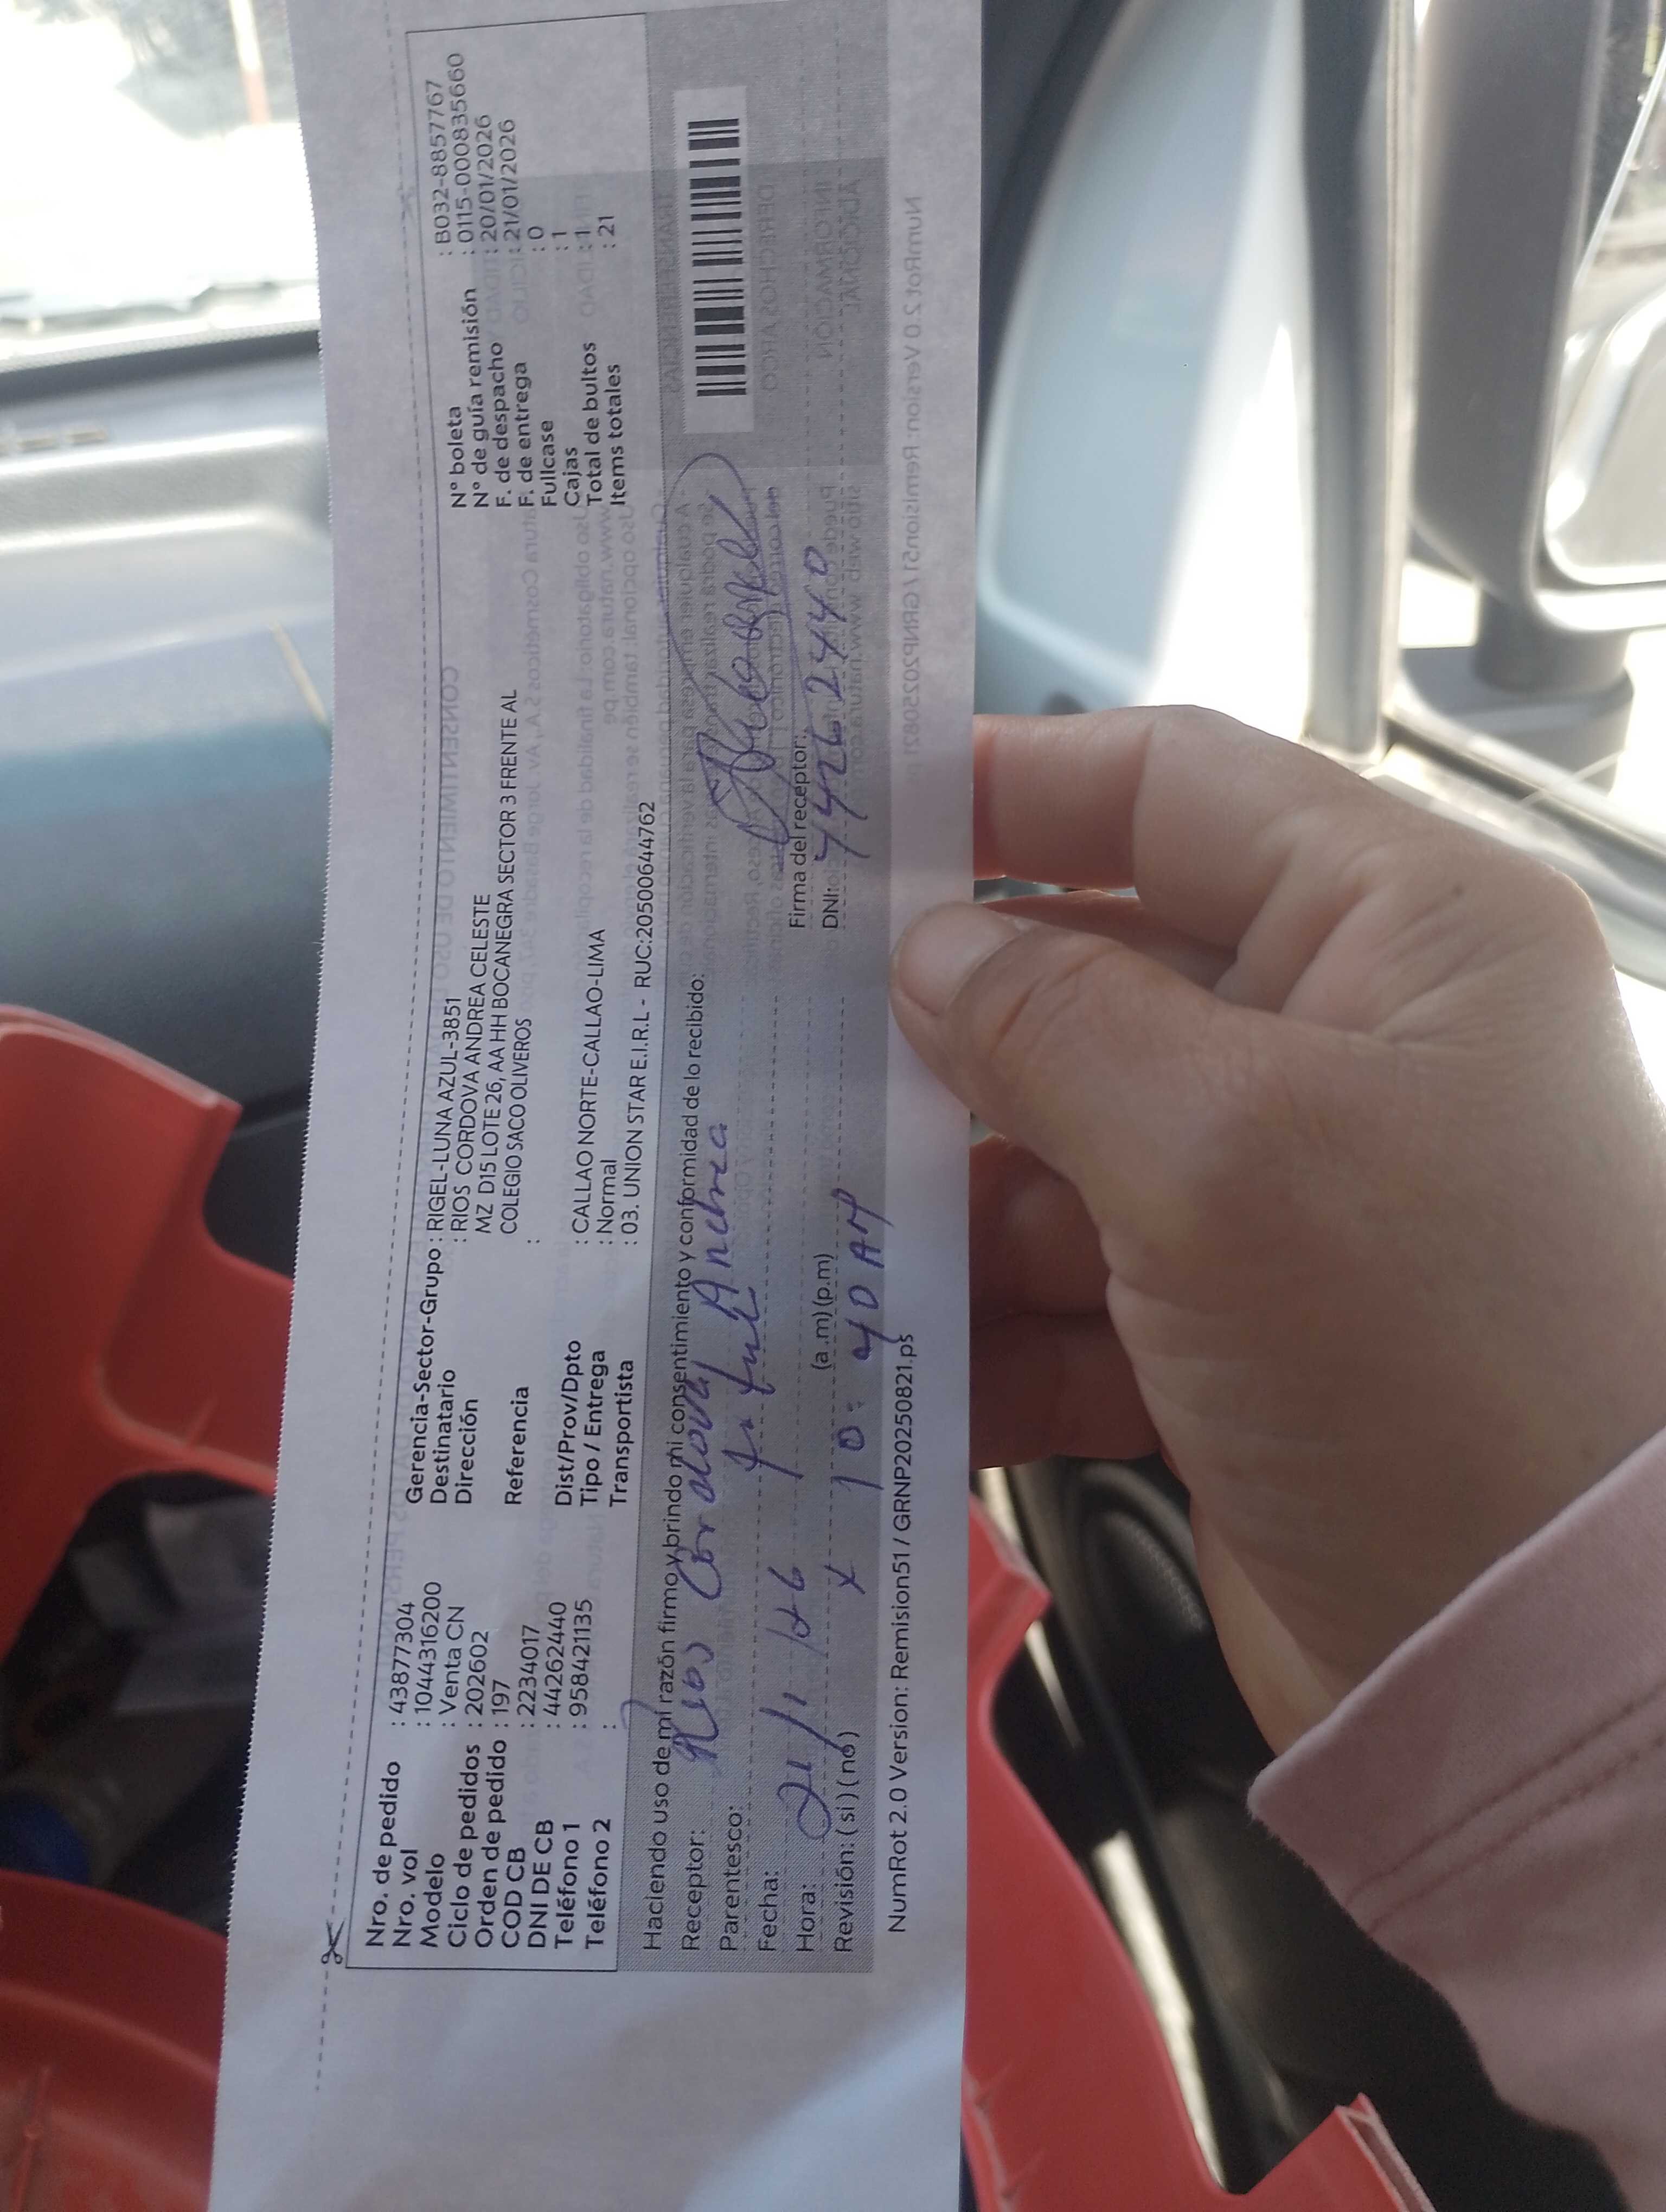 Nro. de pedido : 43877304
Nro. vol : 1044316200
Modelo : Venta CN
Ciclo de pedidos : 202602
Orden de pedido : 197
COD CB : 2234017
DNI DE CB : 44262440
Teléfono 1 : 958421135
Teléfono 2 :
Gerencia-Sector-Grupo : RIGEL-LUNA AZUL-3851
Destinatario : RIOS CORDOVA ANDREA CELESTE
Dirección MZ D15 LOTE 26, AA HH BOCANEGRA SECTOR 3 FRENTE AL
COLEGIO SACO OLIVEROS
Referencia :
Dist/Prov/Dpto : CALLAO NORTE-CALLAO-LIMA
Tipo / Entrega : Normal
Transportista : 03. UNION STAR E.I.R.L - RUC:20500644762
N° boleta : B032-8857767
N° de guía remisión : 0115-000835660
F. de despacho : 20/01/2026
F. de entrega : 21/01/2026
Fullcase : 0
Cajas : 1
Total de bultos : 1
Items totales : 21
Haciendo uso de mi razón firmo y brindo mi consentimiento y conformidad de lo recibido:
Receptor: Rios Cordova Andrea
Parentesco:
Fecha: 21/1/
Hora: (a .m) (p.m) 10:40 AM
Revisión: ( si ) ( no ) X
Firma del receptor:
DNI: 44262440
NumRot 2.0 Version: Remision51 / GRNP20250821.ps